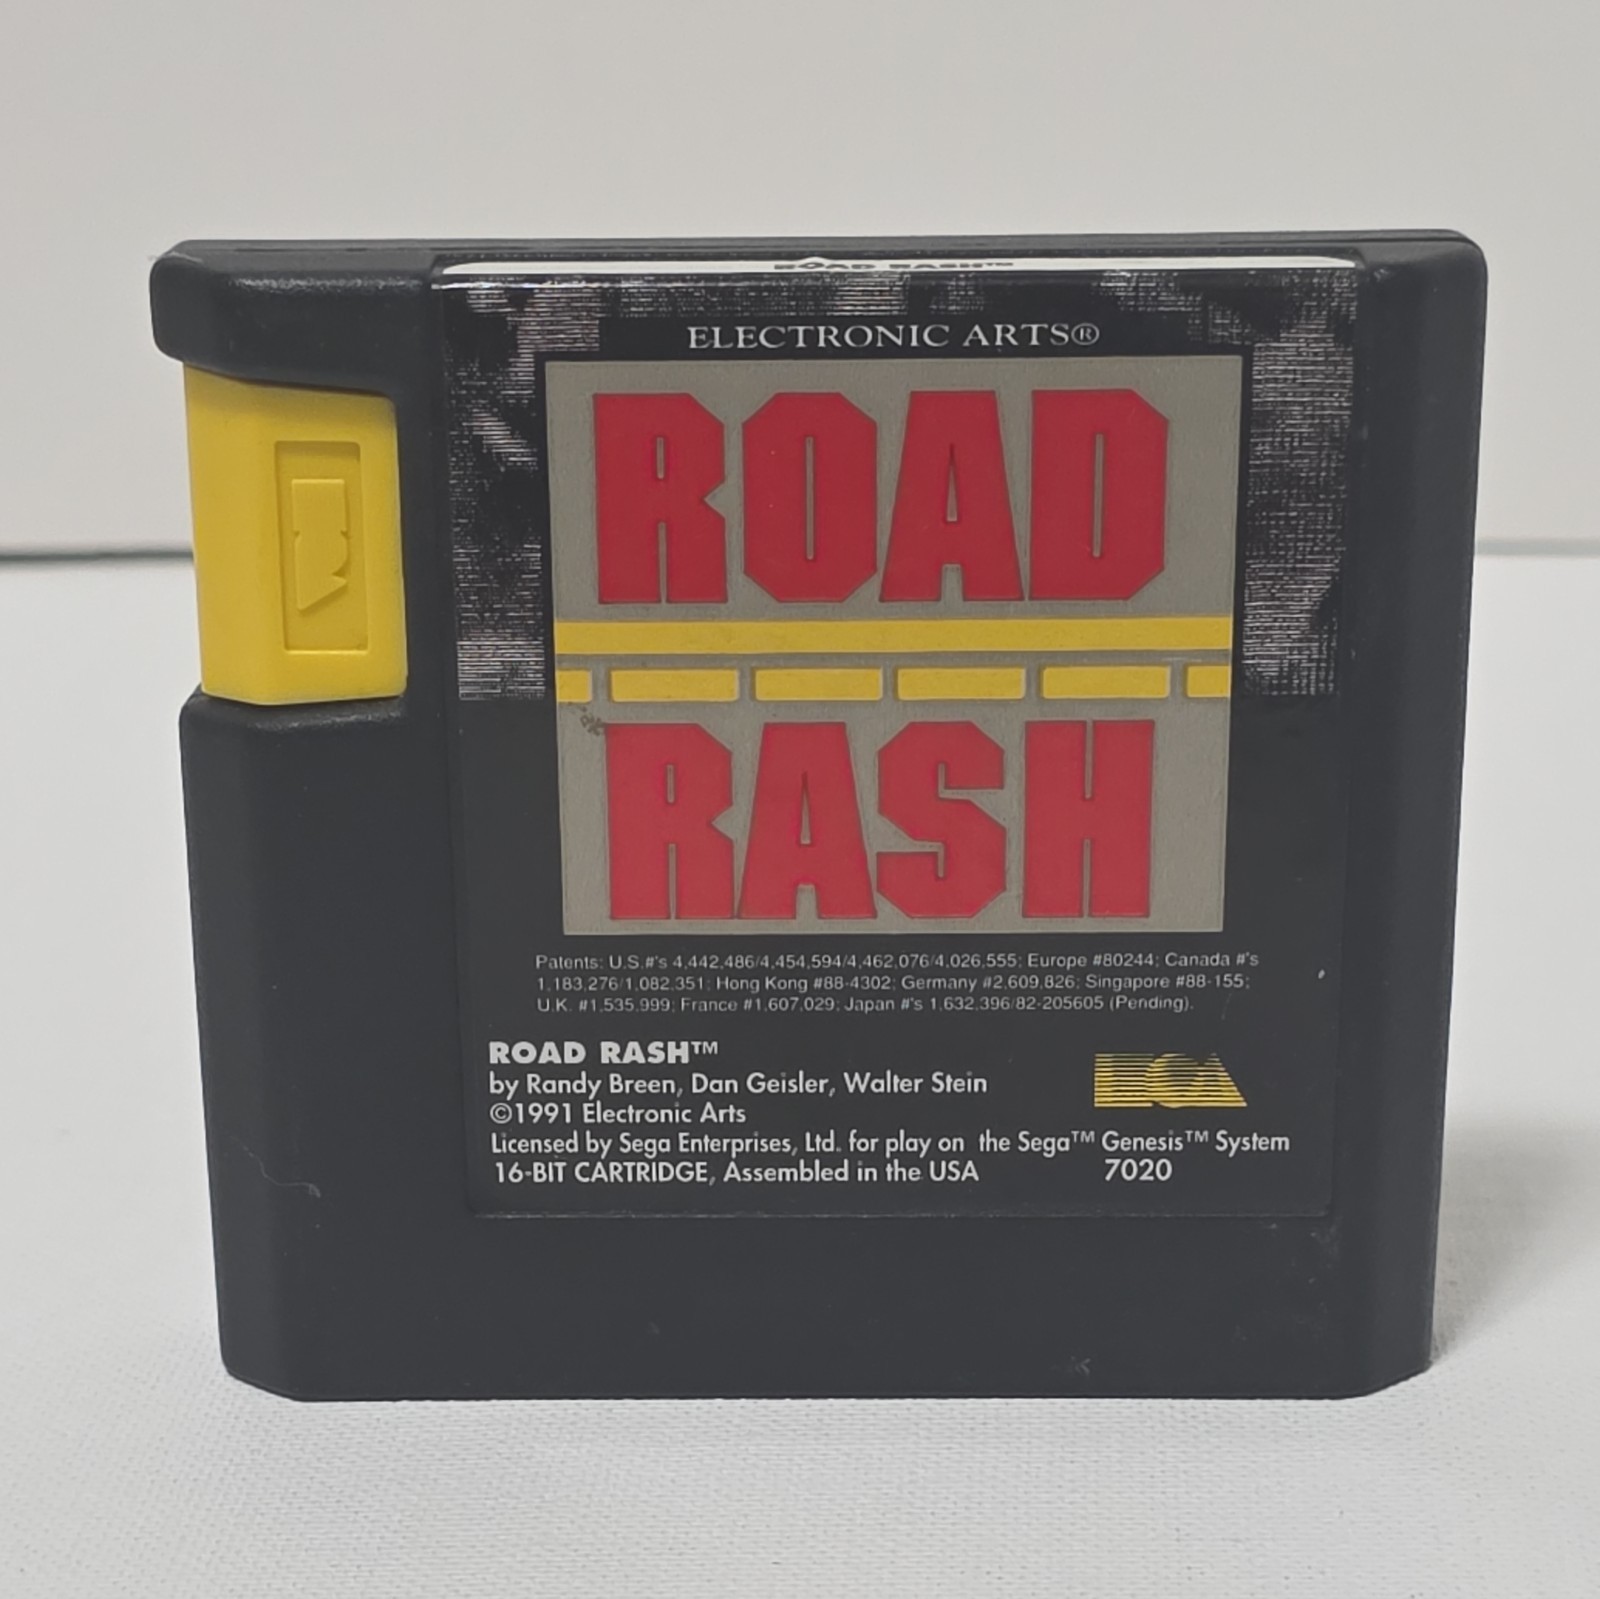 ROAD RASH™
ELECTRONIC ARTS®
ROAD
RASH
Patents: U.S.#'s 4,442,486/4,454,594/4,462,076/4,026,555; Europe #80244; Canada #'s
1,183,276/1,082,351; Hong Kong #88-4302; Germany #2,609,826; Singapore #88-155;
U.K. #1,535,999; France #1,607,029; Japan #'s 1,632,396/82-205605 (Pending).
ROAD RASH™
by Randy Breen, Dan Geisler, Walter Stein
©1991 Electronic Arts
EA
Licensed by Sega Enterprises, Ltd. for play on the Sega™ Genesis™ System
16-BIT CARTRIDGE, Assembled in the USA 7020